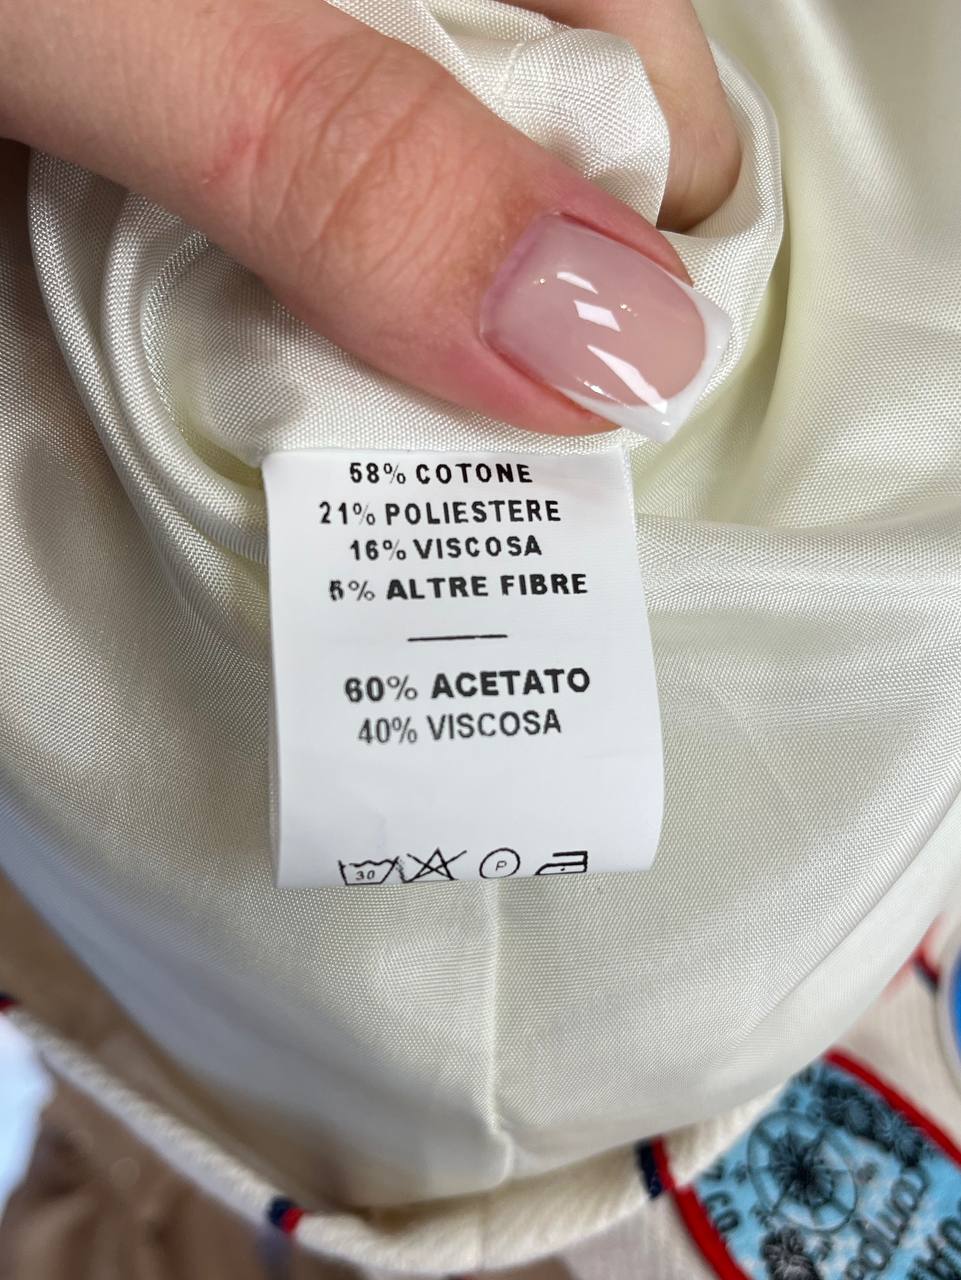 58% COTONE
21% POLIESTERE
16% VISCOSA
5% ALTRE FIBRE
60% ACETATO
40% VISCOSA
30
P